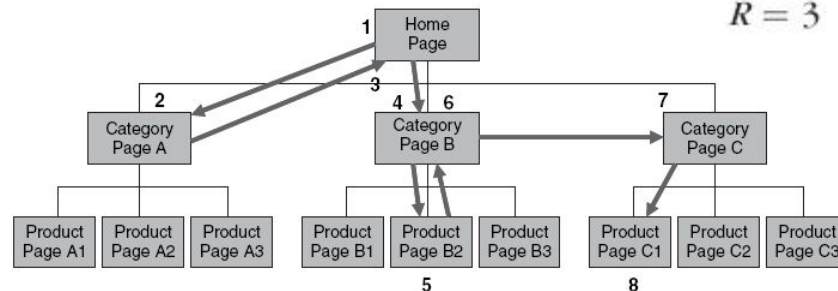 R = 3
1
Home
Page
3
2
4
6
7
Category
Page A
Category
Page B
Category
Page C
Product
Page A1
Product
Page A2
Product
Page A3
Product
Page B1
Product
Page B2
Product
Page B3
Product
Page C1
Product
Page C2
Product
Page C3
5
8